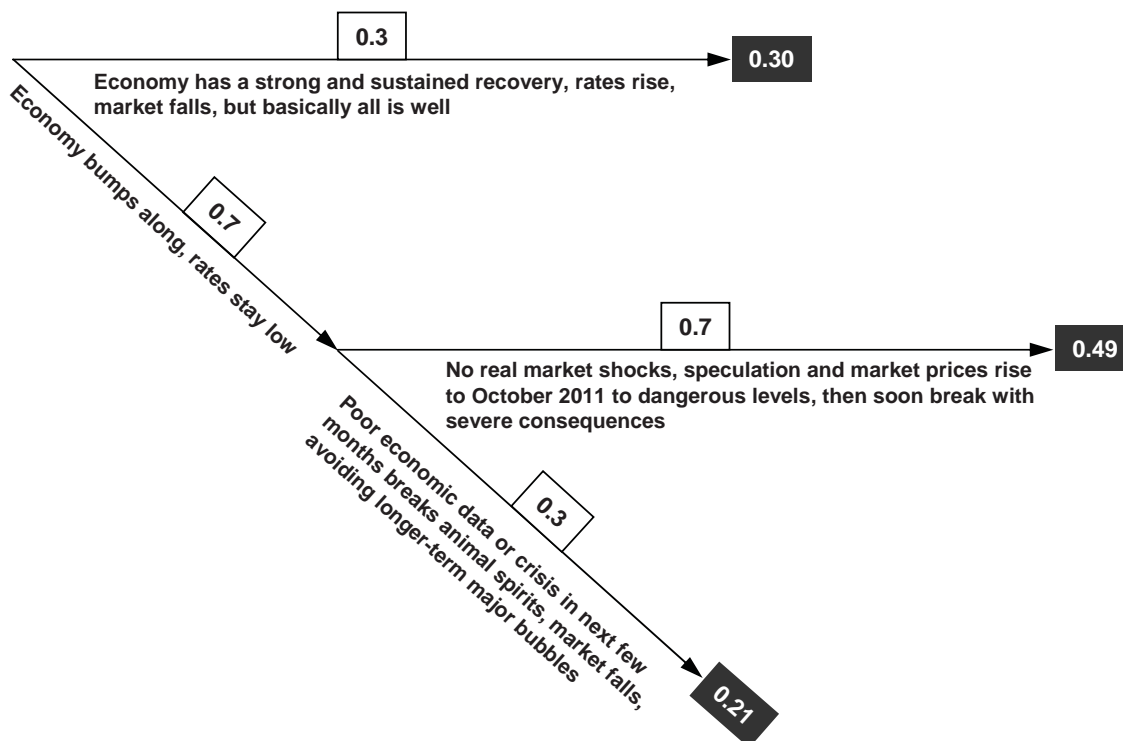 0.3
0.30
Economy has a strong and sustained recovery, rates rise,
market falls, but basically all is well
Economy bumps along, rates stay low
0.7
0.7
0.49
No real market shocks, speculation and market prices rise
to October 2011 to dangerous levels, then soon break with
severe consequences
Poor economic data or crisis in next few
months breaks animal spirits, market falls,
avoiding longer-term major bubbles
0.3
0.21